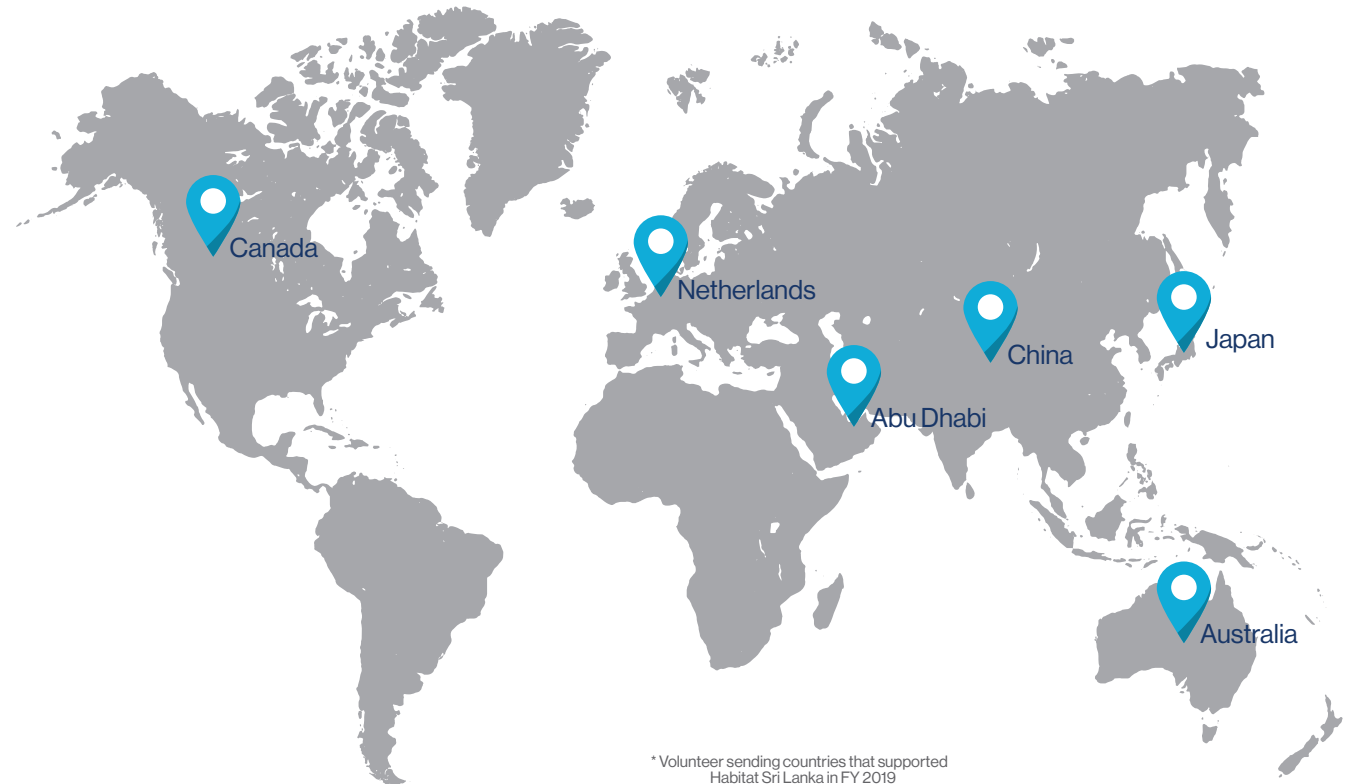 Canada
Netherlands
Japan
China
Abu Dhabi
Australia
* Volunteer sending countries that supported
Habitat Sri Lanka in FY 2019